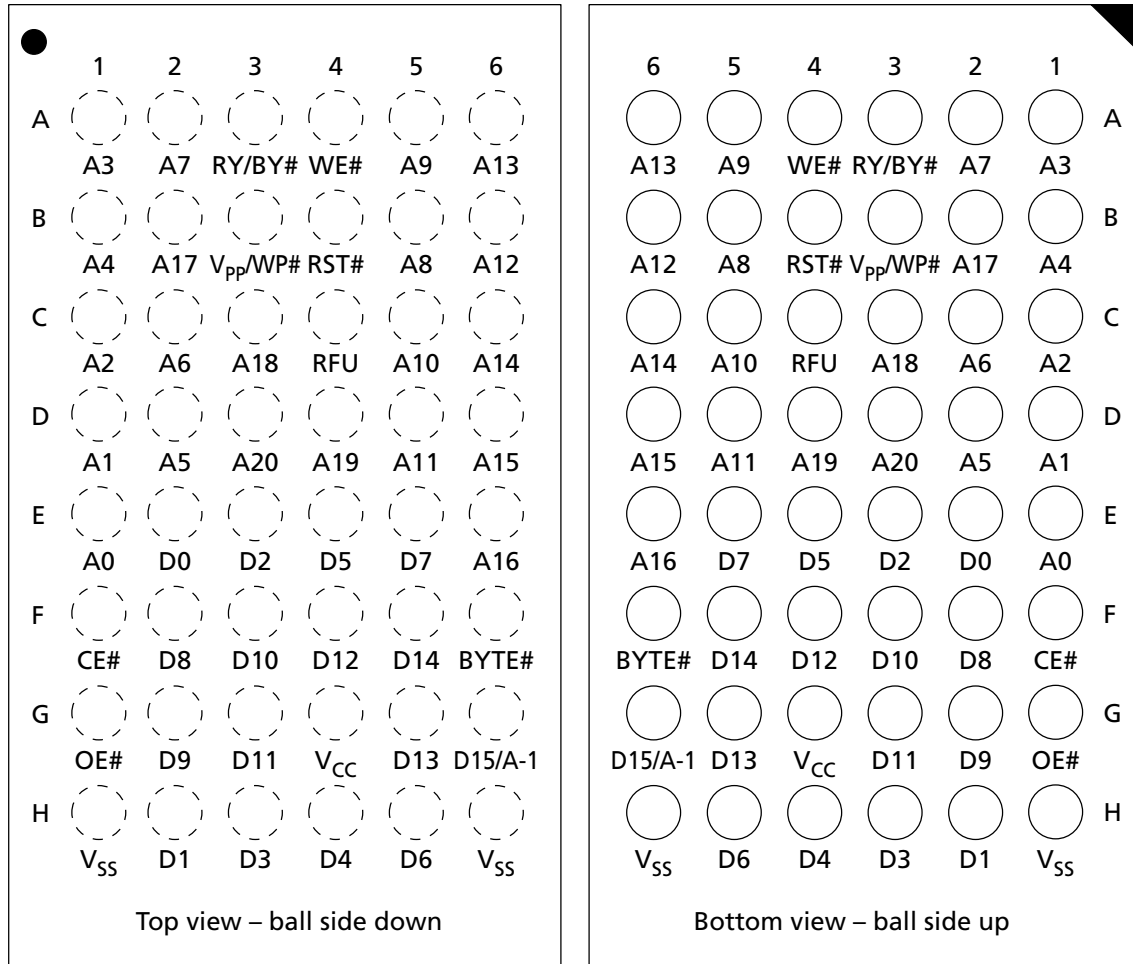 1 2 3 4 5 6
A
A3 A7 RY/BY# WE# A9 A13
B
A4 A17 VPP/WP# RST# A8 A12
C
A2 A6 A18 RFU A10 A14
D
A1 A5 A20 A19 A11 A15
E
A0 D0 D2 D5 D7 A16
F
CE# D8 D10 D12 D14 BYTE#
G
OE# D9 D11 VCC D13 D15/A-1
H
VSS D1 D3 D4 D6 VSS
Top view – ball side down
6 5 4 3 2 1
A
A13 A9 WE# RY/BY# A7 A3
B
A12 A8 RST# VPP/WP# A17 A4
C
A14 A10 RFU A18 A6 A2
D
A15 A11 A19 A20 A5 A1
E
A16 D7 D5 D2 D0 A0
F
BYTE# D14 D12 D10 D8 CE#
G
D15/A-1 D13 VCC D11 D9 OE#
H
VSS D6 D4 D3 D1 VSS
Bottom view – ball side up